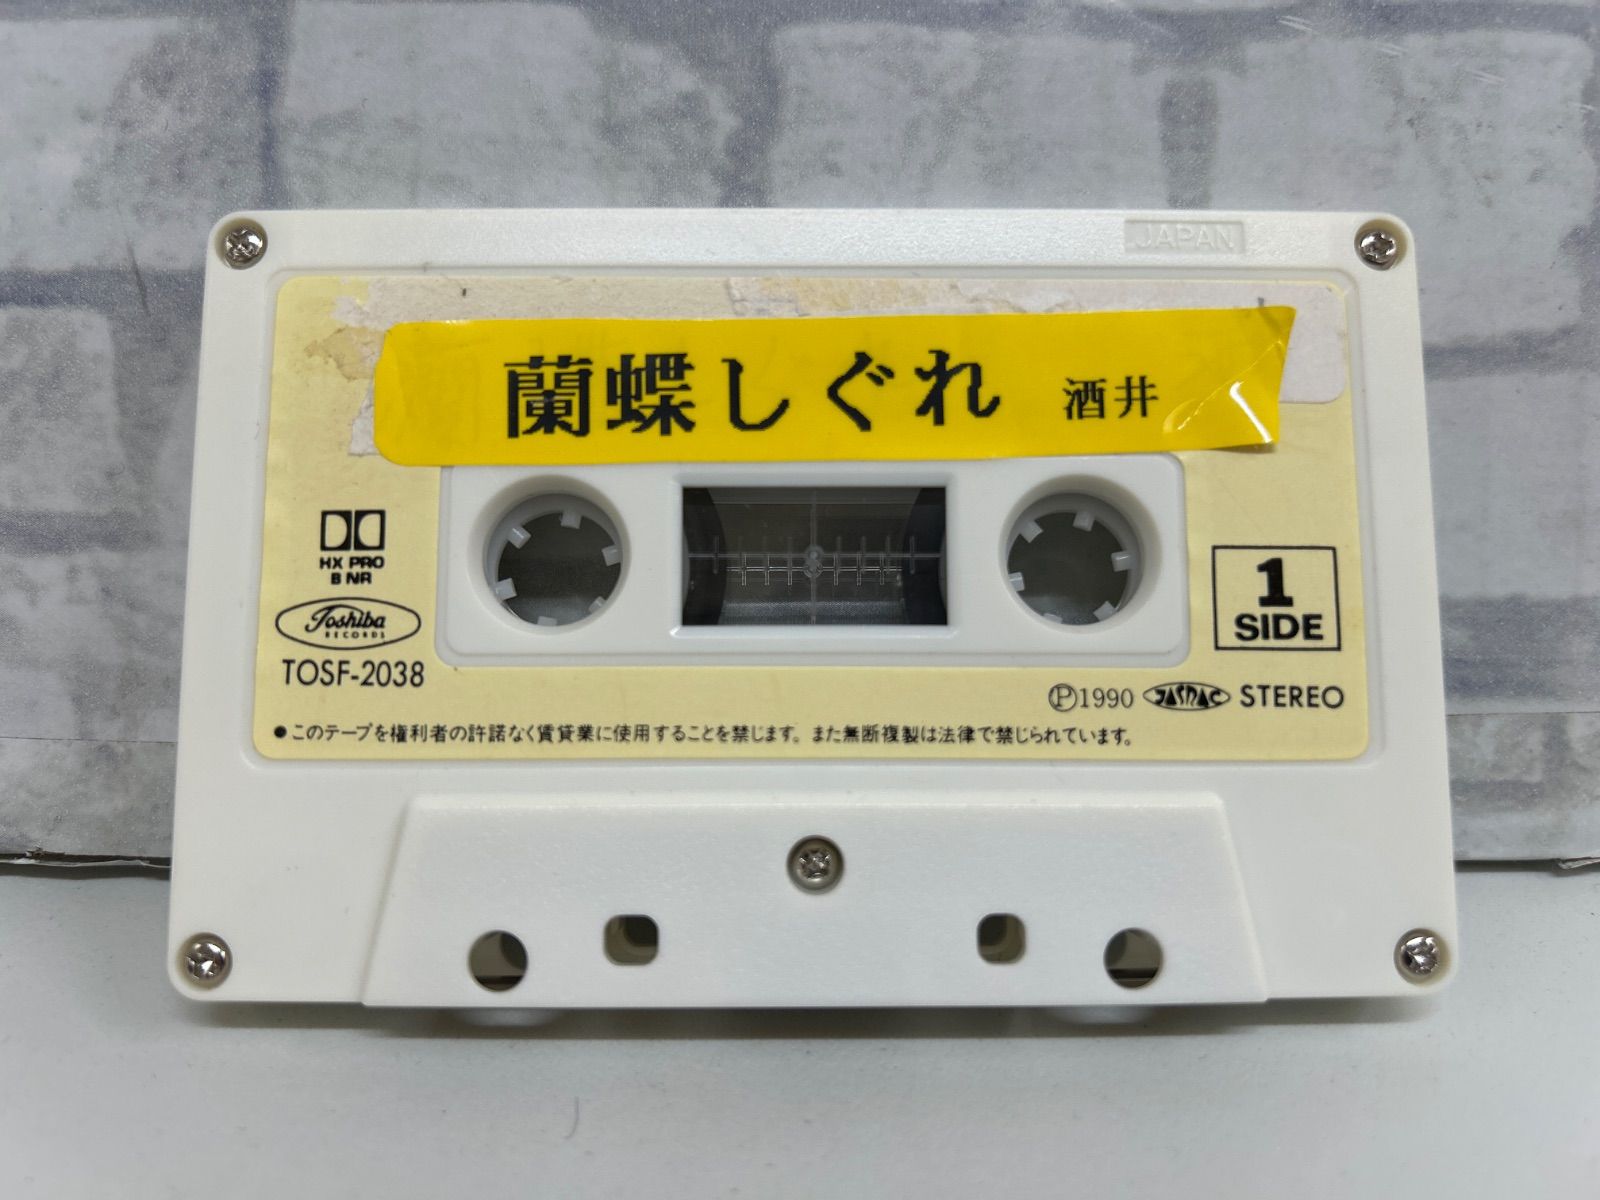 JAPAN
蘭蝶しぐれ 酒井
HX PRO
B NR
Toshiba
RECORDS
TOSF-2038
1
SIDE
Ⓟ1990 JASRAC STEREO
●このテープを権利者の許諾なく賃貸業に使用することを禁じます。また無断複製は法律で禁じられています。